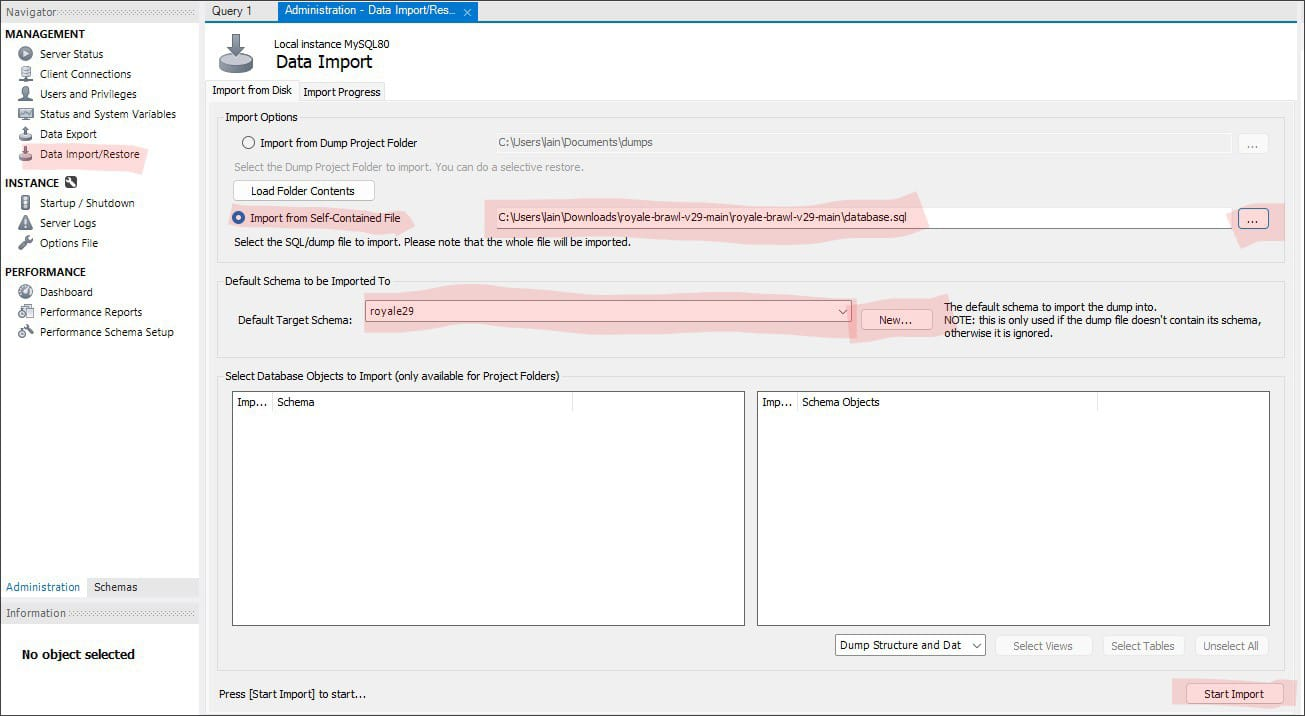 Navigator
MANAGEMENT
Server Status
Client Connections
Users and Privileges
Status and System Variables
Data Export
Data Import/Restore
INSTANCE
Startup / Shutdown
Server Logs
Options File
PERFORMANCE
Dashboard
Performance Reports
Performance Schema Setup
Administration Schemas
Information
No object selected
Query 1 Administration - Data Import/Res...
Local instance MySQL80
Data Import
Import from Disk Import Progress
Import Options
Import from Dump Project Folder C:\Users\lain\Documents\dumps ...
Select the Dump Project Folder to import. You can do a selective restore.
Load Folder Contents
Import from Self-Contained File C:\Users\lain\Downloads\royale-brawl-v29-main\royale-brawl-v29-main\database.sql ...
Select the SQL/dump file to import. Please note that the whole file will be imported.
Default Schema to be Imported To
Default Target Schema: royale29 New...
The default schema to import the dump into.
NOTE: this is only used if the dump file doesn't contain its schema,
otherwise it is ignored.
Select Database Objects to Import (only available for Project Folders)
Imp... Schema Imp... Schema Objects
Dump Structure and Dat Select Views Select Tables Unselect All
Press [Start Import] to start... Start Import